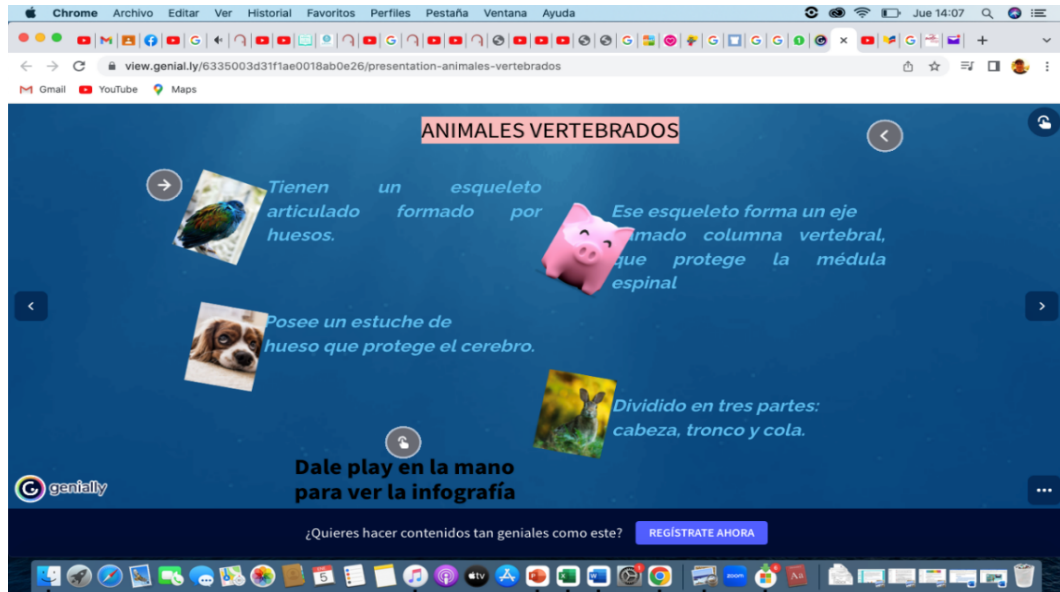 Chrome Archivo Editar Ver Historial Favoritos Perfiles Pestaña Ventana Ayuda
Jue 14:07
view.genial.ly/6335003d31f1ae0018ab0e26/presentation-animales-vertebrados
Gmail YouTube Maps
ANIMALES VERTEBRADOS
Tienen un esqueleto
articulado formado por
huesos.
Ese esqueleto forma un eje
amado columna vertebral,
que protege la médula
espinal
Posee un estuche de
hueso que protege el cerebro.
Dividido en tres partes:
cabeza, tronco y cola.
Dale play en la mano
para ver la infografía
genially
¿Quieres hacer contenidos tan geniales como este? REGÍSTRATE AHORA